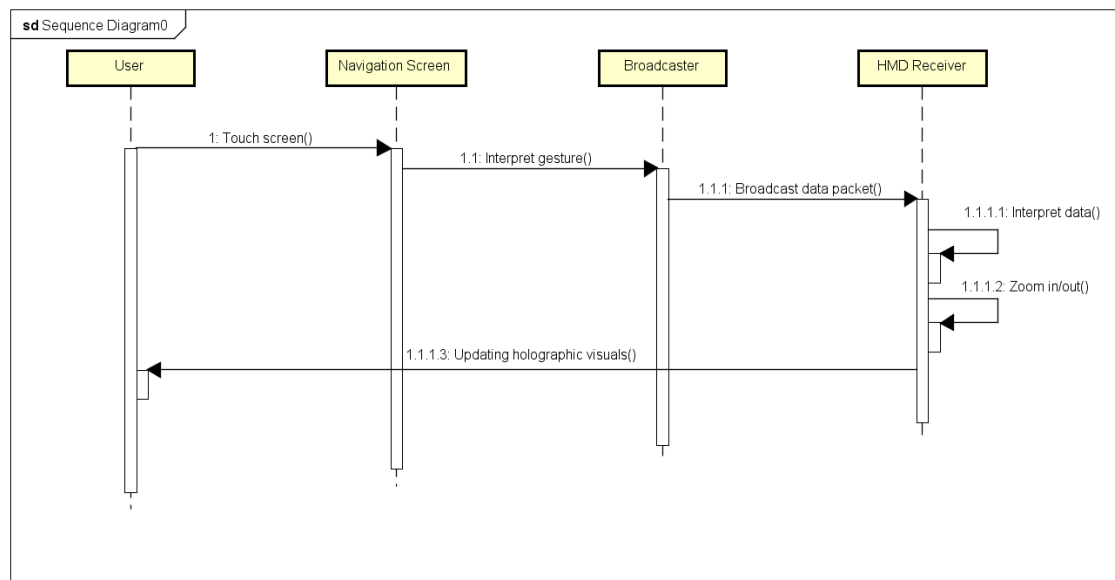 sd Sequence Diagram0
User
Navigation Screen
Broadcaster
HMD Receiver
1: Touch screen()
1.1: Interpret gesture()
1.1.1: Broadcast data packet()
1.1.1.1: Interpret data()
1.1.1.2: Zoom in/out()
1.1.1.3: Updating holographic visuals()